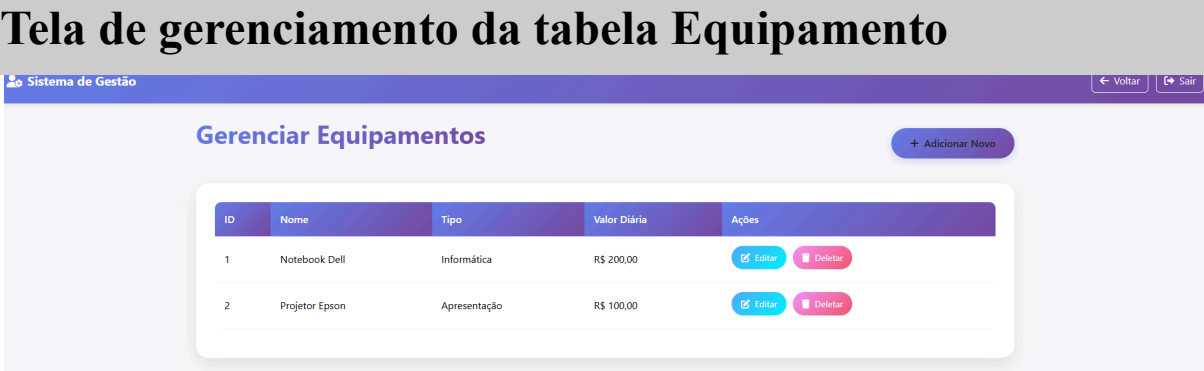 Tela de gerenciamento da tabela Equipamento
Sistema de Gestão
Voltar
Sair
Gerenciar Equipamentos
+ Adicionar Novo
ID Nome Tipo Valor Diária Ações
1 Notebook Dell Informática R$ 200,00 Editar Deletar
2 Projetor Epson Apresentação R$ 100,00 Editar Deletar